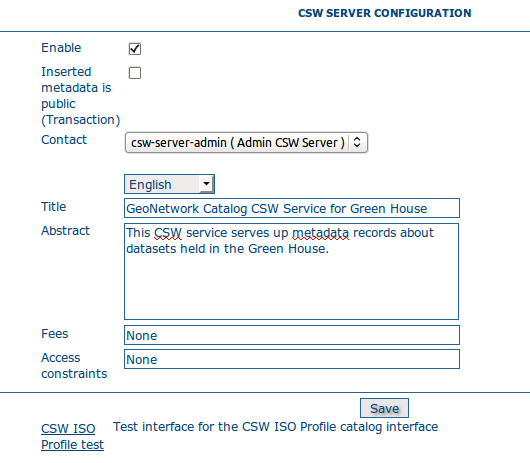 CSW SERVER CONFIGURATION
Enable
Inserted
metadata is
public
(Transaction)
Contact
csw-server-admin ( Admin CSW Server )
English
Title
GeoNetwork Catalog CSW Service for Green House
Abstract
This CSW service serves up metadata records about
datasets held in the Green House.
Fees
None
Access
constraints
None
Save
CSW ISO
Profile test
Test interface for the CSW ISO Profile catalog interface